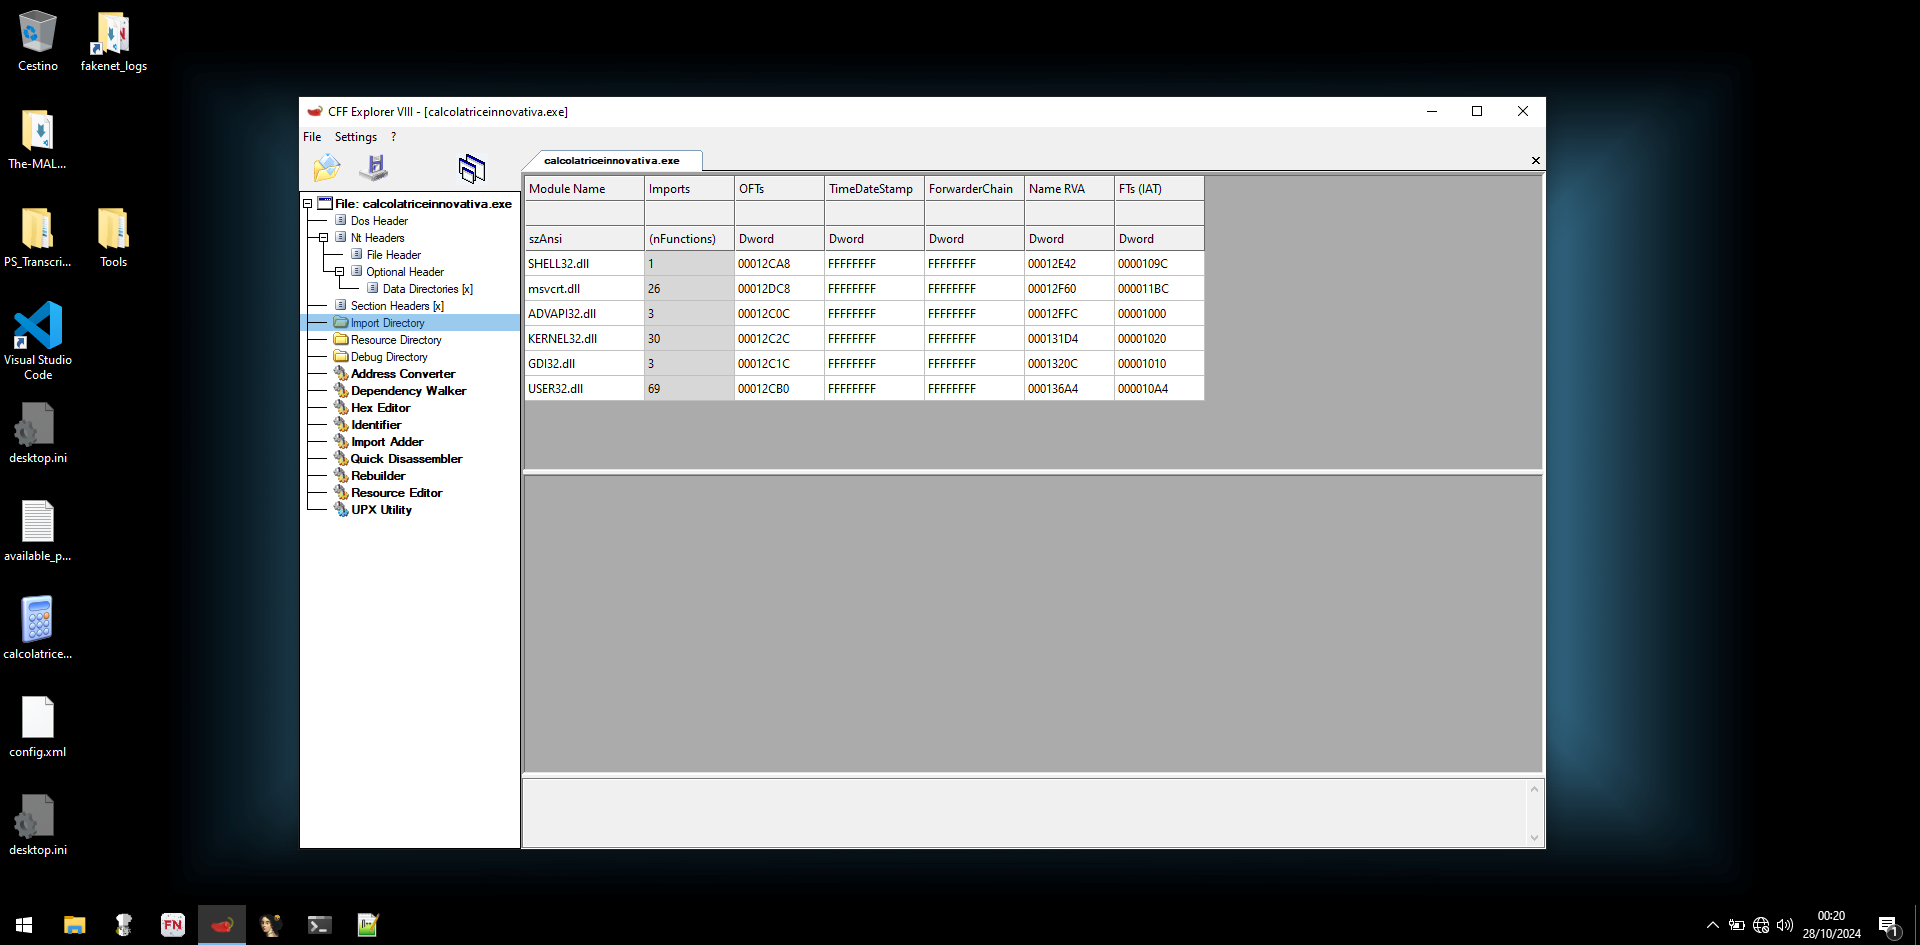 Cestino
fakenet_logs
The-MAL...
PS_Transcri...
Tools
Visual Studio
Code
desktop.ini
available_p...
calcolatrice...
config.xml
desktop.ini
CFF Explorer VIII - [calcolatriceinnovativa.exe]
File Settings ?
calcolatriceinnovativa.exe
File: calcolatriceinnovativa.exe
Dos Header
Nt Headers
File Header
Optional Header
Data Directories [x]
Section Headers [x]
Import Directory
Resource Directory
Debug Directory
Address Converter
Dependency Walker
Hex Editor
Identifier
Import Adder
Quick Disassembler
Rebuilder
Resource Editor
UPX Utility
Module Name Imports OFTs TimeDateStamp ForwarderChain Name RVA FTs (IAT)
szAnsi (nFunctions) Dword Dword Dword Dword Dword
SHELL32.dll 1 00012CA8 FFFFFFFF FFFFFFFF 00012E42 0000109C
msvcrt.dll 26 00012DC8 FFFFFFFF FFFFFFFF 00012F60 000011BC
ADVAPI32.dll 3 00012C0C FFFFFFFF FFFFFFFF 00012FFC 00001000
KERNEL32.dll 30 00012C2C FFFFFFFF FFFFFFFF 000131D4 00001020
GDI32.dll 3 00012C1C FFFFFFFF FFFFFFFF 0001320C 00001010
USER32.dll 69 00012CB0 FFFFFFFF FFFFFFFF 000136A4 000010A4
FN
00:20
28/10/2024
1